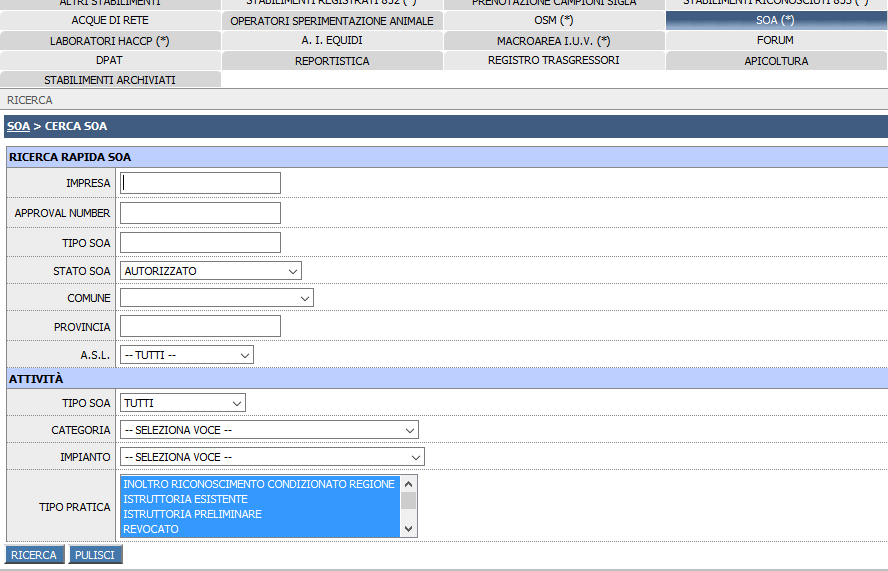 ALTRI STABILIMENTI STABILIMENTI REGISTRATI 852 (*) PRENOTAZIONE CAMPIONI SIGLA STABILIMENTI RICONOSCIUTI 853 (*)
ACQUE DI RETE OPERATORI SPERIMENTAZIONE ANIMALE OSM (*) SOA (*)
LABORATORI HACCP (*) A. I. EQUIDI MACROAREA I.U.V. (*) FORUM
DPAT REPORTISTICA REGISTRO TRASGRESSORI APICOLTURA
STABILIMENTI ARCHIVIATI
RICERCA
SOA > CERCA SOA
RICERCA RAPIDA SOA
IMPRESA
APPROVAL NUMBER
TIPO SOA
STATO SOA AUTORIZZATO
COMUNE
PROVINCIA
A.S.L. -- TUTTI --
ATTIVITÀ
TIPO SOA TUTTI
CATEGORIA -- SELEZIONA VOCE --
IMPIANTO -- SELEZIONA VOCE --
TIPO PRATICA
INOLTRO RICONOSCIMENTO CONDIZIONATO REGIONE
ISTRUTTORIA ESISTENTE
ISTRUTTORIA PRELIMINARE
REVOCATO
RICERCA PULISCI